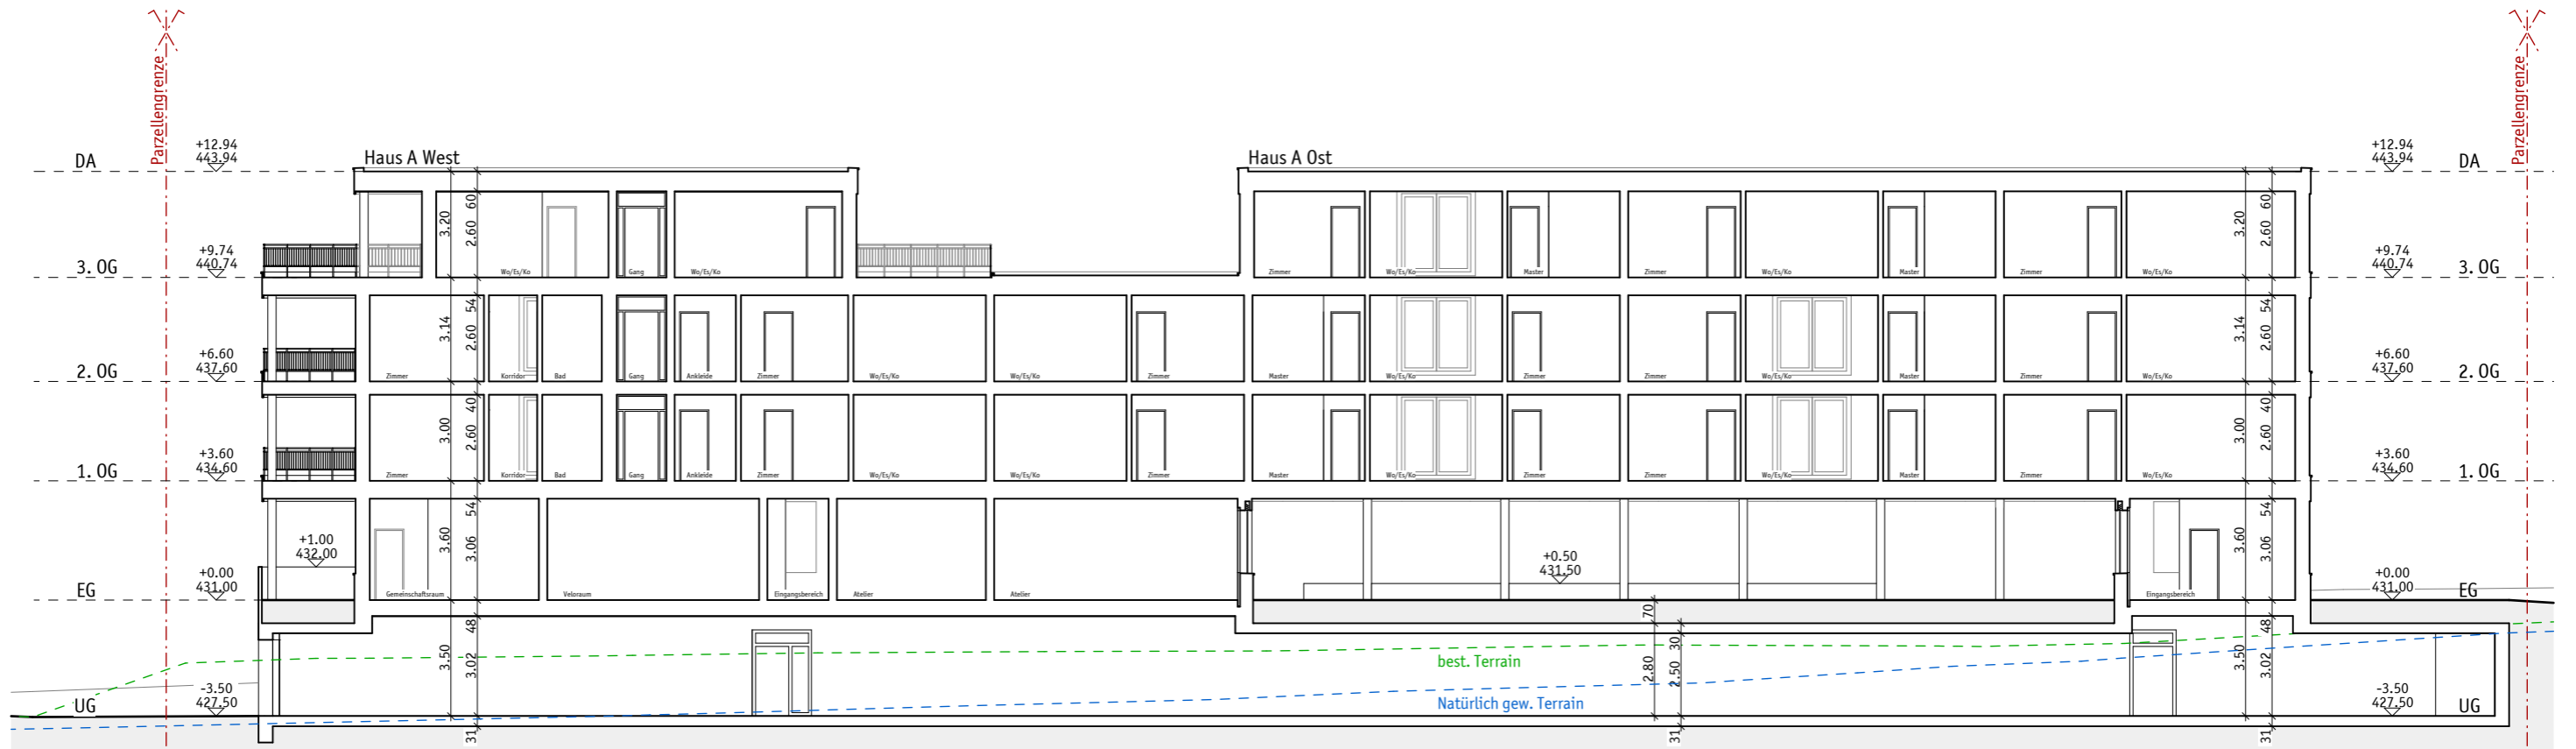 Parzellengrenze
Parzellengrenze
Haus A West
Haus A Ost
DA
+12.94
443.94
+12.94
443.94
DA
3.20
60
2.60
3.20
60
2.60
3. OG
+9.74
440.74
Wo/Es/Ko
Gang
Wo/Es/Ko
Zimmer
Wo/Es/Ko
Master
Zimmer
Wo/Es/Ko
Master
Zimmer
Wo/Es/Ko
+9.74
440.74
3. OG
3.14
54
2.60
3.14
54
2.60
2. OG
+6.60
437.60
Zimmer
Korridor
Bad
Gang
Ankleide
Zimmer
Wo/Es/Ko
Wo/Es/Ko
Zimmer
Master
Wo/Es/Ko
Zimmer
Zimmer
Wo/Es/Ko
Master
Zimmer
Wo/Es/Ko
+6.60
437.60
2. OG
3.00
40
2.60
3.00
40
2.60
1. OG
+3.60
434.60
Zimmer
Korridor
Bad
Gang
Ankleide
Zimmer
Wo/Es/Ko
Wo/Es/Ko
Zimmer
Master
Wo/Es/Ko
Zimmer
Zimmer
Wo/Es/Ko
Master
Zimmer
Wo/Es/Ko
+3.60
434.60
1. OG
3.60
54
3.06
3.60
54
3.06
+1.00
432.00
+0.50
431.50
EG
+0.00
431.00
Gemeinschaftsraum
Veloraum
Eingangsbereich
Atelier
Atelier
Eingangsbereich
+0.00
431.00
EG
3.50
48
3.02
70
2.80
30
2.50
3.50
48
3.02
best. Terrain
Natürlich gew. Terrain
UG
-3.50
427.50
-3.50
427.50
UG
31
31
31